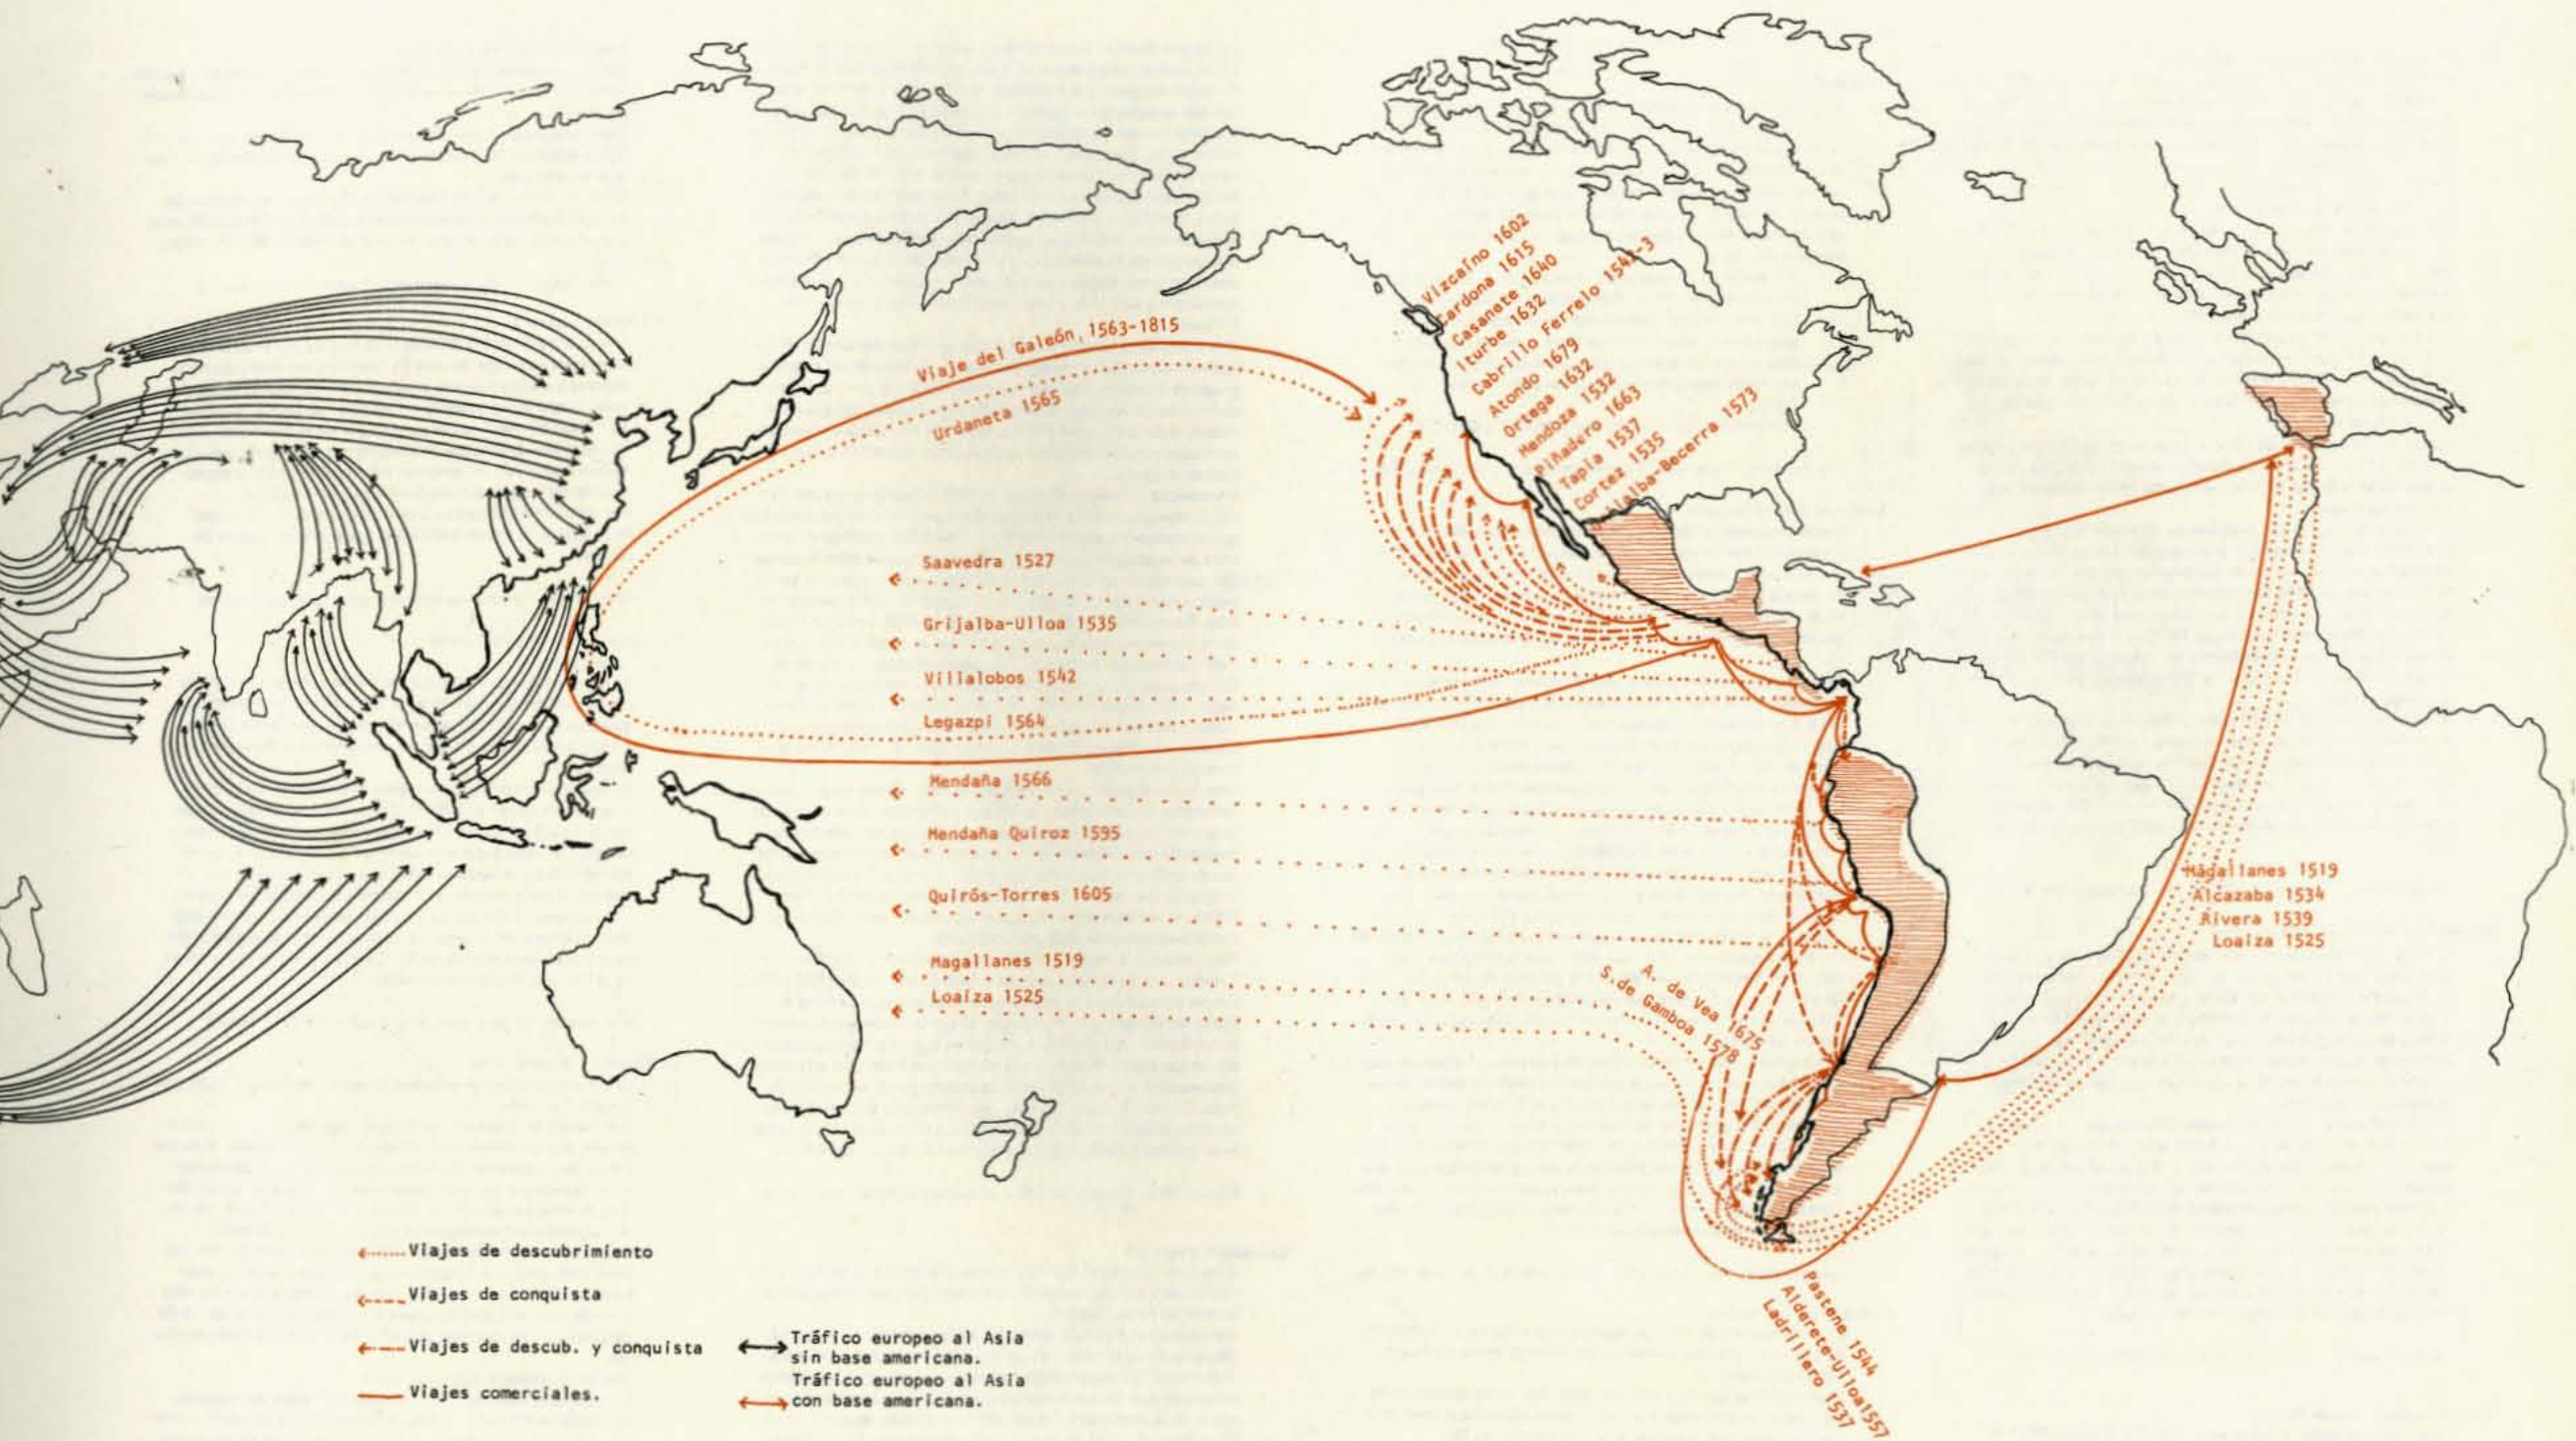 Vizcaíno 1602
Cardona 1615
Casanete 1640
Iturbe 1632
Cabrillo Ferrelo 1542-3
Atondo 1679
Ortega 1632
Mendoza 1532
Piñadero 1663
Tapia 1537
Cortez 1535
Becerra 1573
Viaje del Galeón, 1563-1815
Urdaneta 1565
Saavedra 1527
Grijalba-Ulloa 1535
Villalobos 1542
Legazpi 1564
Mendaña 1566
Mendaña Quiroz 1595
Quirós-Torres 1605
Magallanes 1519
Loaíza 1525
A. de Vea 1675
S.de Gamboa 1578
Magallanes 1519
Alcazaba 1534
Rivera 1539
Loaiza 1525
Pastene 1544
Alderete-Ulloa1557
Ladrillero 1537
Viajes de descubrimiento
Viajes de conquista
Viajes de descub. y conquista
Viajes comerciales.
Tráfico europeo al Asia
sin base americana.
Tráfico europeo al Asia
con base americana.